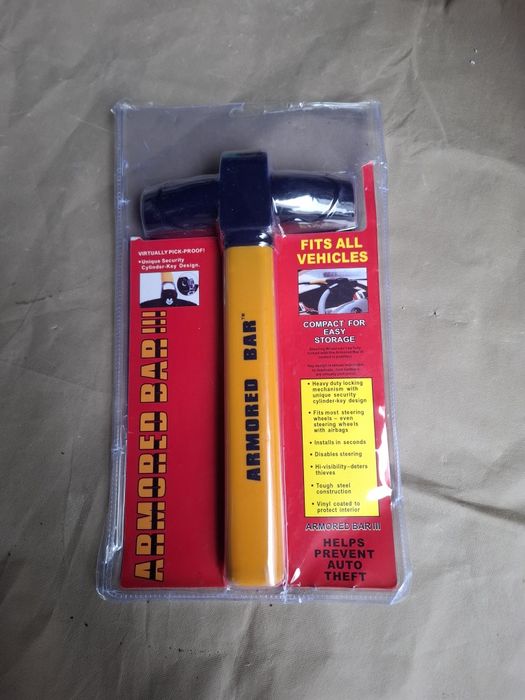 VIRTUALLY PICK-PROOF!
• Unique Security
Cylinder-Key Design.
ARMORED BAR III
ARMORED BAR™
FITS ALL
VEHICLES
COMPACT FOR
EASY
STORAGE
• Heavy duty locking
mechanism with
unique security
cylinder-key design
• Fits most steering
wheels – even
steering wheels
with airbags
• Installs in seconds
• Disables steering
• Hi-visibility-deters
thieves
• Tough steel
construction
• Vinyl coated to
protect interior
ARMORED BAR III
HELPS
PREVENT
AUTO
THEFT